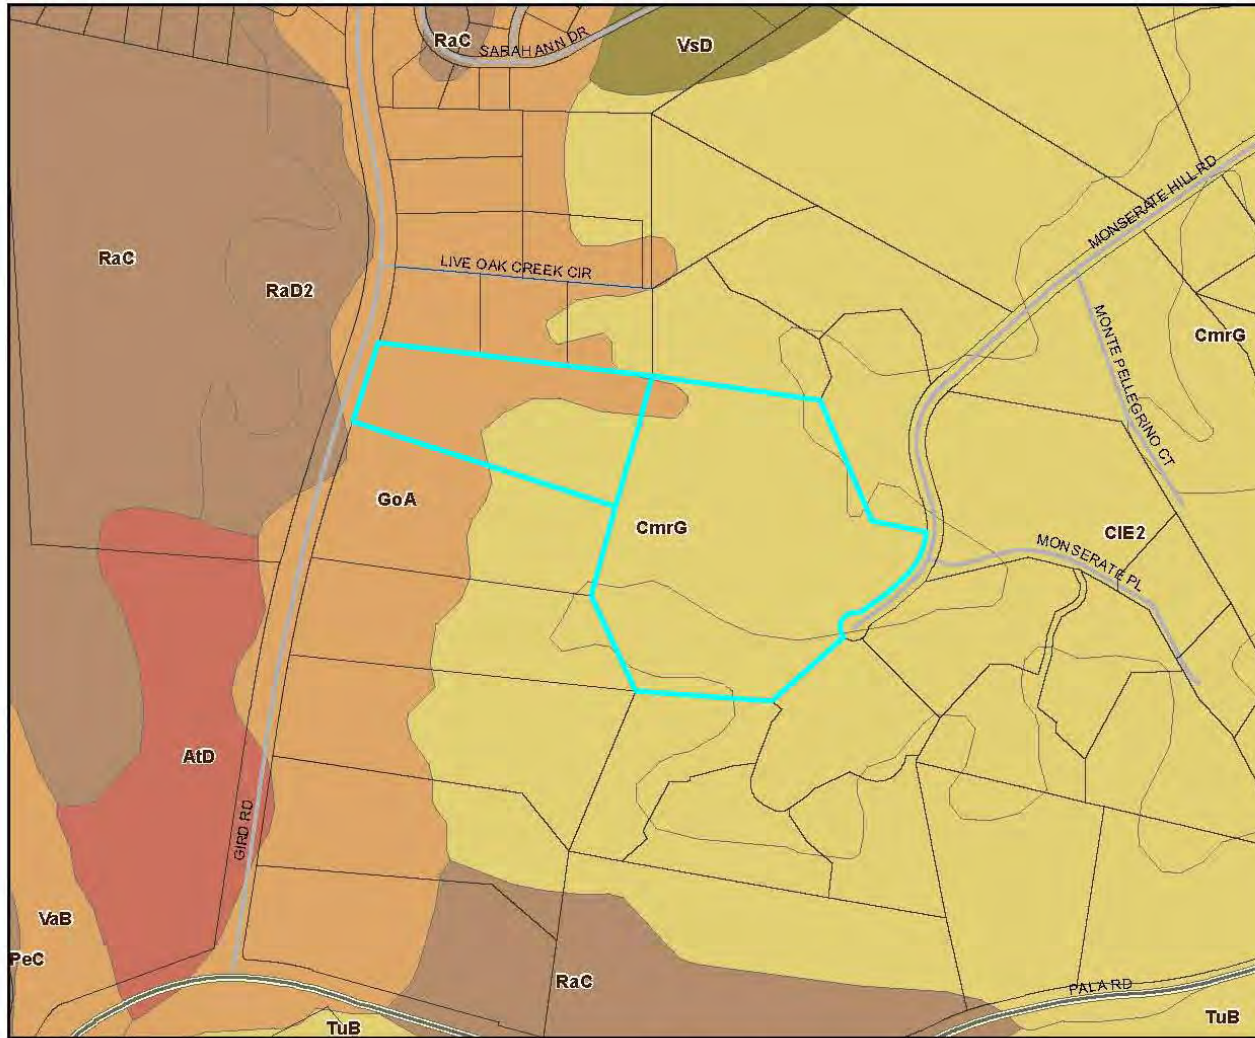 RaC
SARAH ANN DR
VsD
MONSERATE HILL RD
RaC
LIVE OAK CREEK CIR
RaD2
MONTE PELLEGRINO CT
CmrG
GoA
CmrG
CIE2
MONSERATE PL
AtD
GIRD RD
VaB
PeC
RaC
PALA RD
TuB
TuB